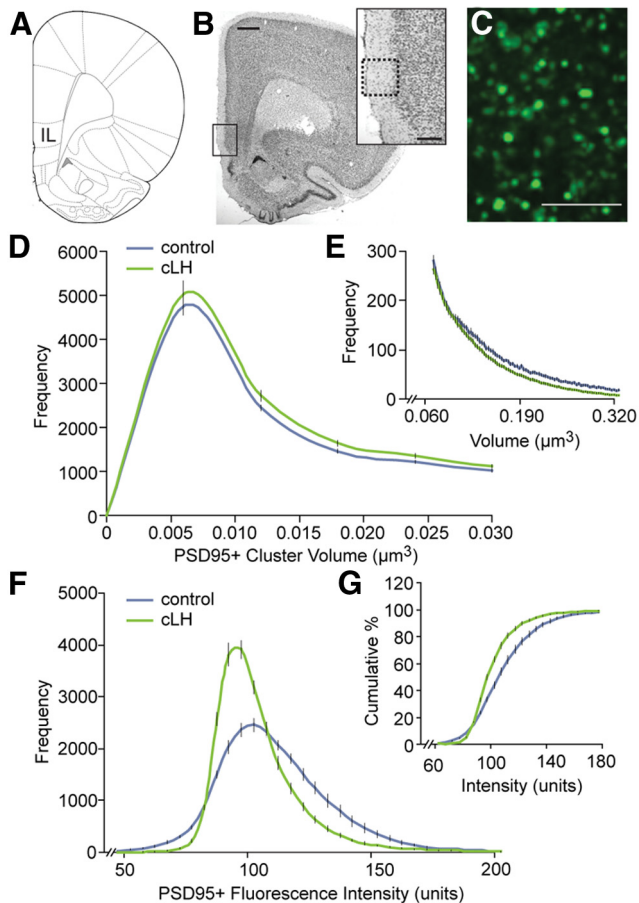 A
IL
B
C
D
control
cLH
6000
5000
4000
3000
2000
1000
0
Frequency
0
0.005
0.010
0.015
0.020
0.025
0.030
PSD95+ Cluster Volume (µm³)
E
300
200
100
0
Frequency
0.060
0.190
0.320
Volume (µm³)
F
control
cLH
5000
4000
3000
2000
1000
0
Frequency
50
100
150
200
PSD95+ Fluorescence Intensity (units)
G
120
100
80
60
40
20
0
Cumulative %
60
100
140
180
Intensity (units)